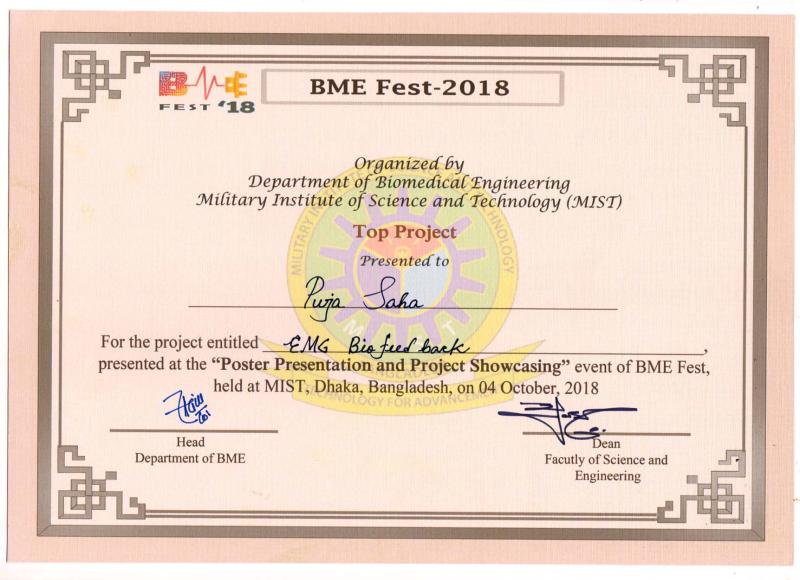 BME
FEST '18
BME Fest-2018
Organized by
Department of Biomedical Engineering
Military Institute of Science and Technology (MIST)
Top Project
Presented to
Puja Saha
For the project entitled EMG Bio feed back,
presented at the “Poster Presentation and Project Showcasing” event of BME Fest,
held at MIST, Dhaka, Bangladesh, on 04 October, 2018
Head
Department of BME
Dean
Facutly of Science and
Engineering
MILITARY INSTITUTE OF SCIENCE AND TECHNOLOGY
MIST
TECHNOLOGY FOR ADVANCEMENT